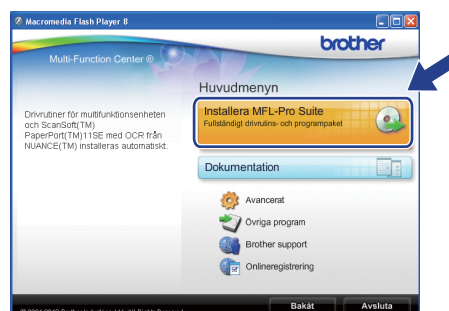 Macromedia Flash Player 8
brother
Multi-Function Center ®
Huvudmenyn
Drivrutiner för multifunktionsenheten
och ScanSoft(TM)
PaperPort(TM)11SE med OCR från
NUANCE(TM) installeras automatiskt.
Installera MFL-Pro Suite
Fullständigt drivrutins- och programpaket
Dokumentation
Avancerat
Övriga program
Brother support
Onlineregistrering
Bakåt
Avsluta